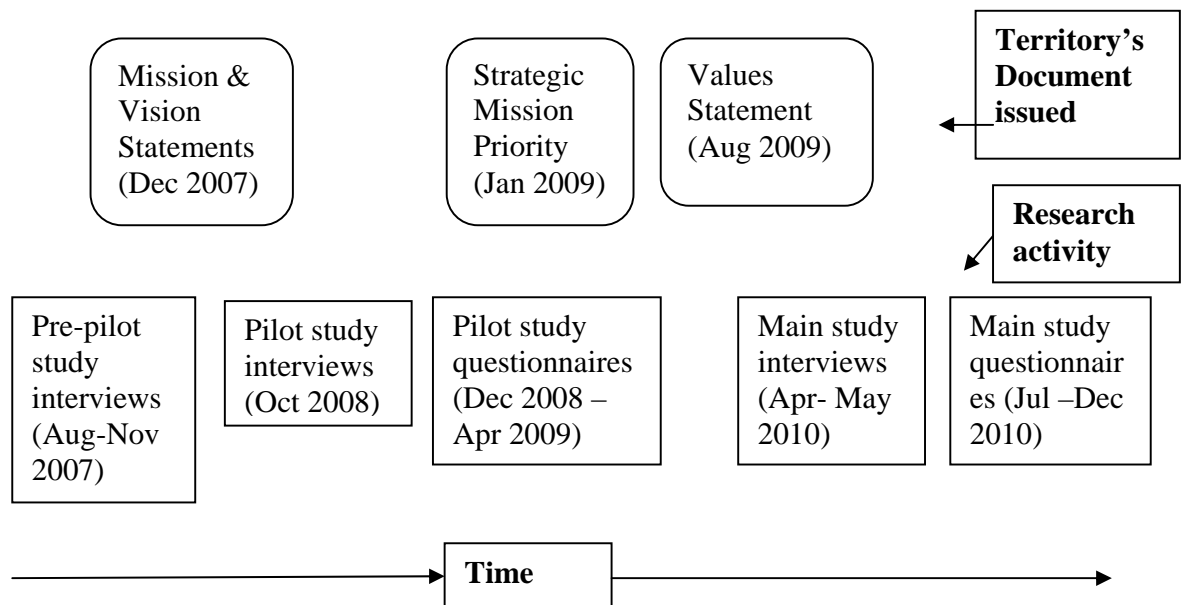 Mission &
Vision
Statements
(Dec 2007)
Strategic
Mission
Priority
(Jan 2009)
Values
Statement
(Aug 2009)
Territory's
Document
issued
Research
activity
Pre-pilot
study
interviews
(Aug-Nov
2007)
Pilot study
interviews
(Oct 2008)
Pilot study
questionnaires
(Dec 2008 –
Apr 2009)
Main study
interviews
(Apr- May
2010)
Main study
questionnair
es (Jul –Dec
2010)
Time